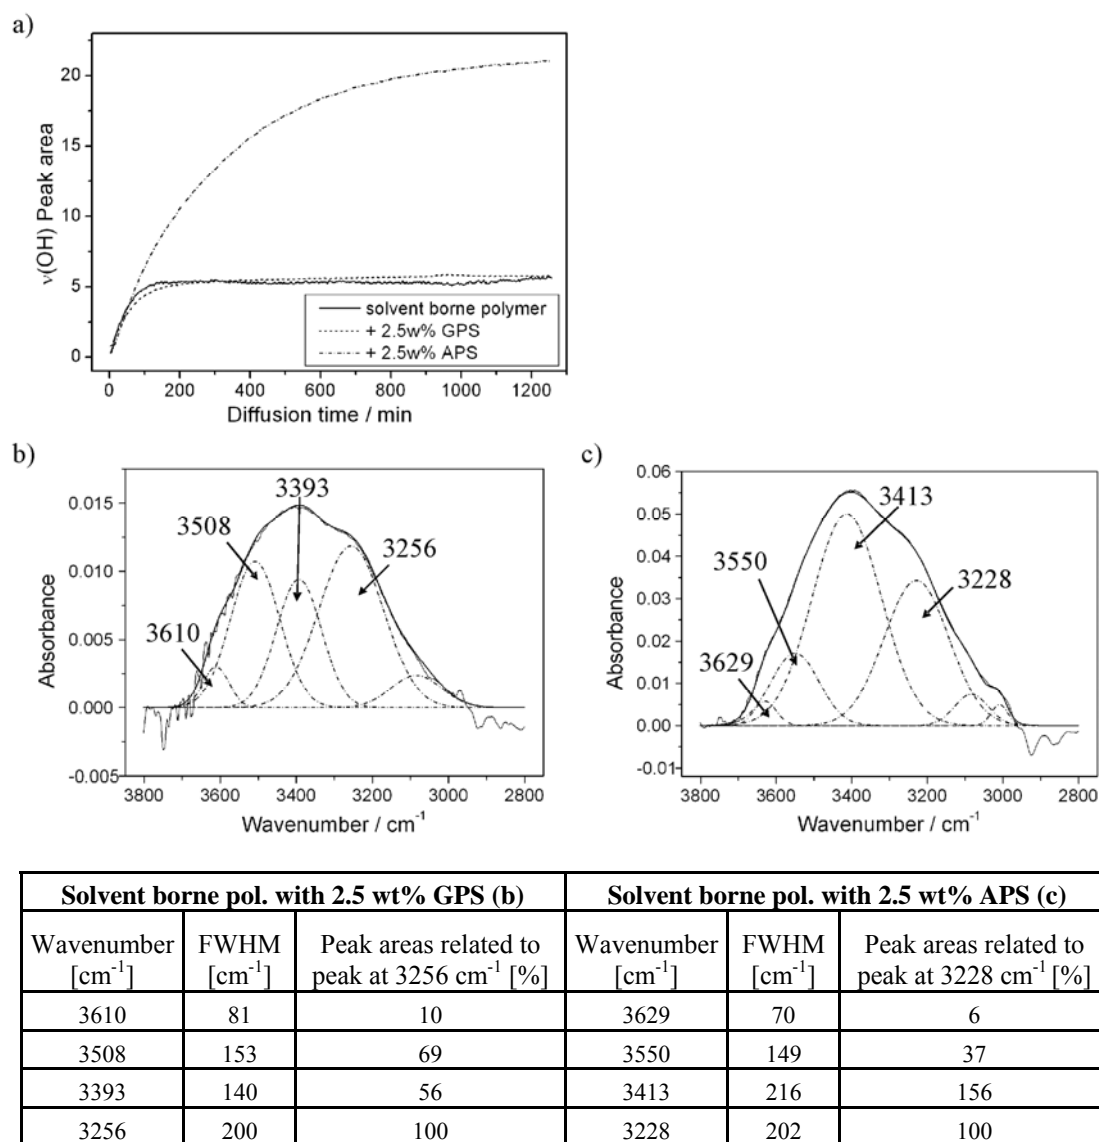 a)
ν(OH) Peak area
20
15
10
5
0
solvent borne polymer
+ 2.5w% GPS
+ 2.5w% APS
0 200 400 600 800 1000 1200
Diffusion time / min
b)
Absorbance
0.015
0.010
0.005
0.000
-0.005
3610
3508
3393
3256
3800 3600 3400 3200 3000 2800
Wavenumber / cm⁻¹
c)
Absorbance
0.06
0.05
0.04
0.03
0.02
0.01
0.00
-0.01
3629
3550
3413
3228
3800 3600 3400 3200 3000 2800
Wavenumber / cm⁻¹
Solvent borne pol. with 2.5 wt% GPS (b) Solvent borne pol. with 2.5 wt% APS (c)
Wavenumber FWHM Peak areas related to Wavenumber FWHM Peak areas related to
[cm⁻¹] [cm⁻¹] peak at 3256 cm⁻¹ [%] [cm⁻¹] [cm⁻¹] peak at 3228 cm⁻¹ [%]
3610 81 10 3629 70 6
3508 153 69 3550 149 37
3393 140 56 3413 216 156
3256 200 100 3228 202 100